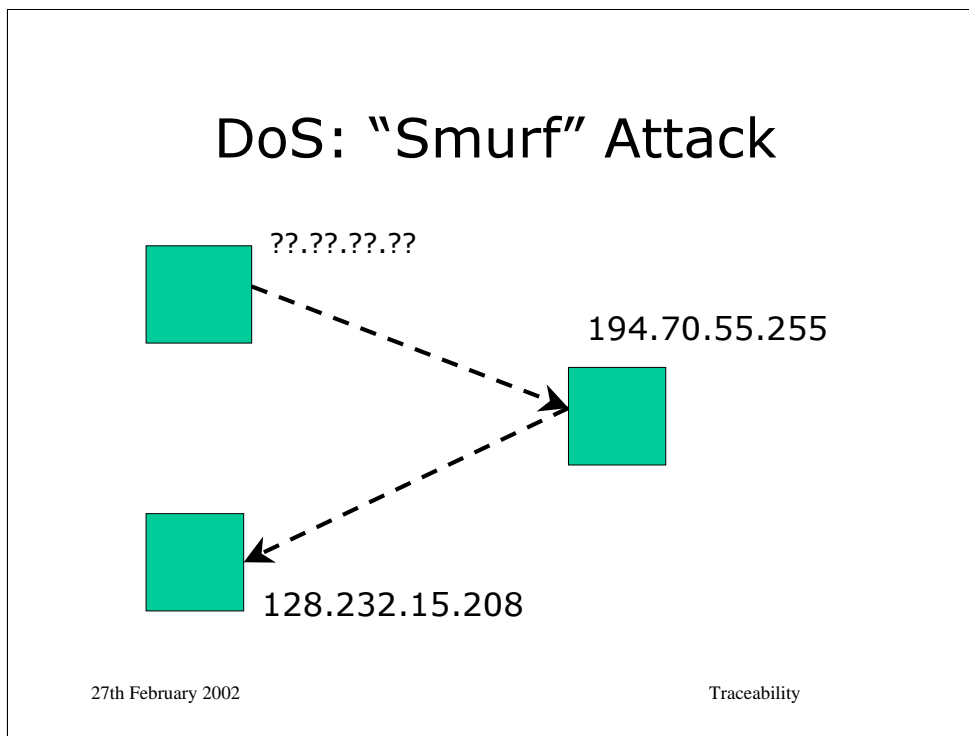 DoS: “Smurf” Attack
??.??.??.??
194.70.55.255
128.232.15.208
27th February 2002
Traceability